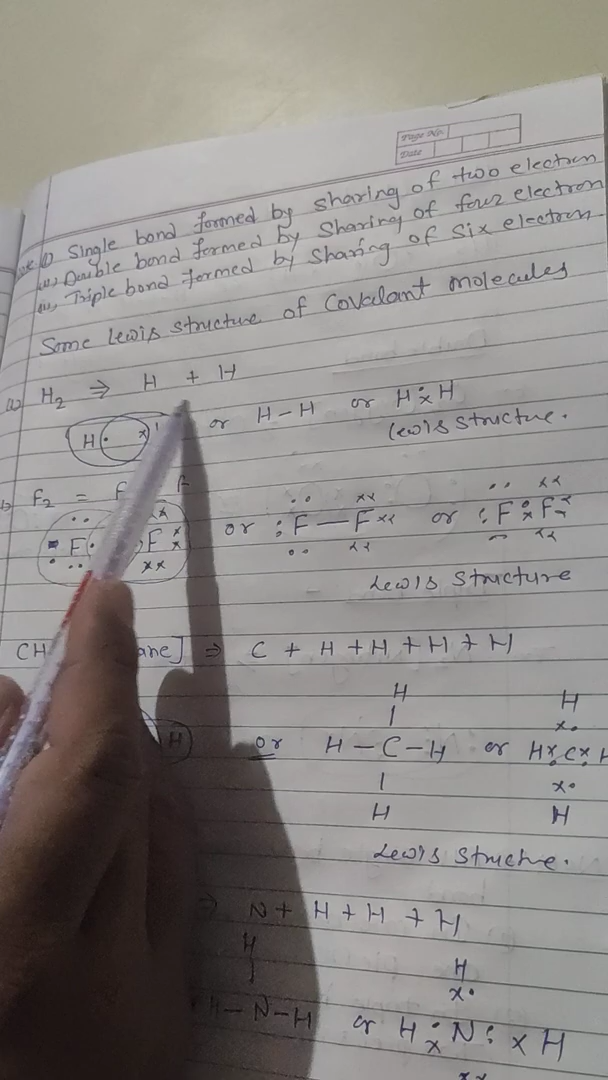 Page No.
Date
(i) Single bond formed by sharing of two electron
(ii) Double bond formed by Sharing of four electron
(iii) Triple bond formed by Sharing of Six electron
Some Lewis structure of Covalant molecules
(a) H₂ ⇒ H + H
H• x or H - H or H•xH
Lewis Structure.
F₂ = F F
F F or :F — F or :F F
Lewis Structure
CH ane] ⇒ C + H + H + H + H
H H
H or H - C - H or H C H
H H
Lewis Structure.
⇒ N + H + H + H
H H
H - N - H or H N : x H